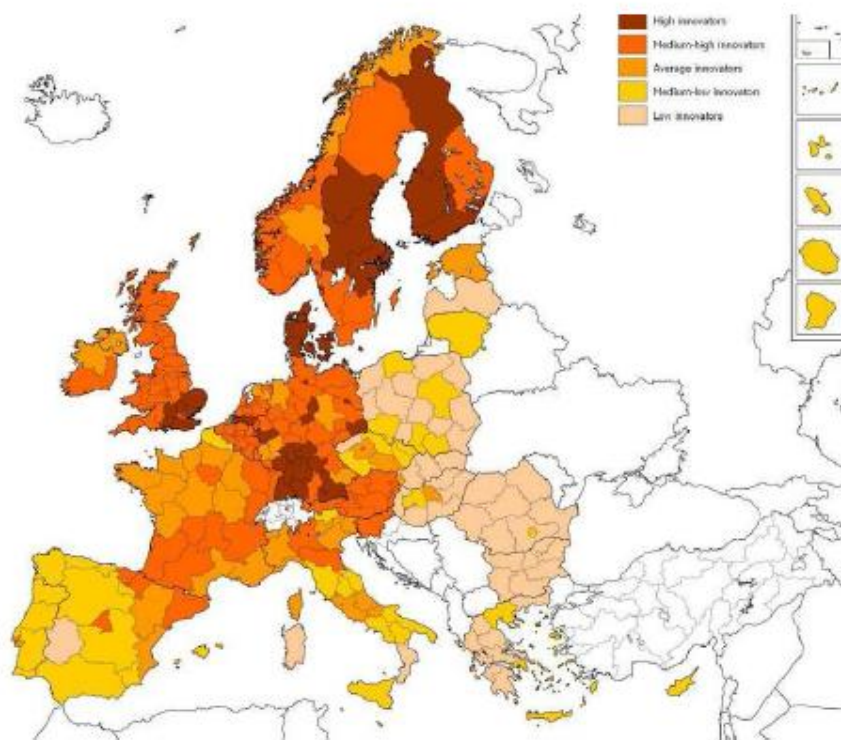 High innovators
Medium-high innovators
Average innovators
Medium-low innovators
Low innovators